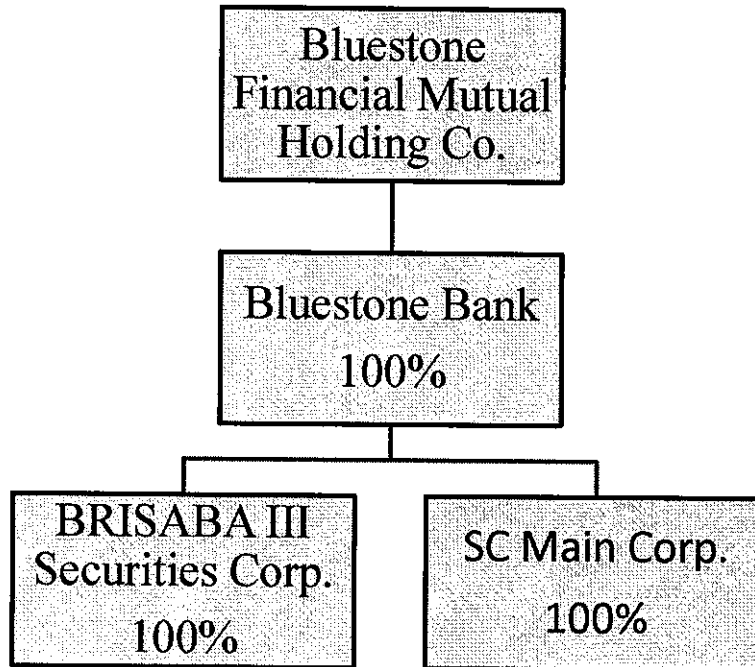 Bluestone
Financial Mutual
Holding Co.
Bluestone Bank
100%
BRISABA III
Securities Corp.
100%
SC Main Corp.
100%